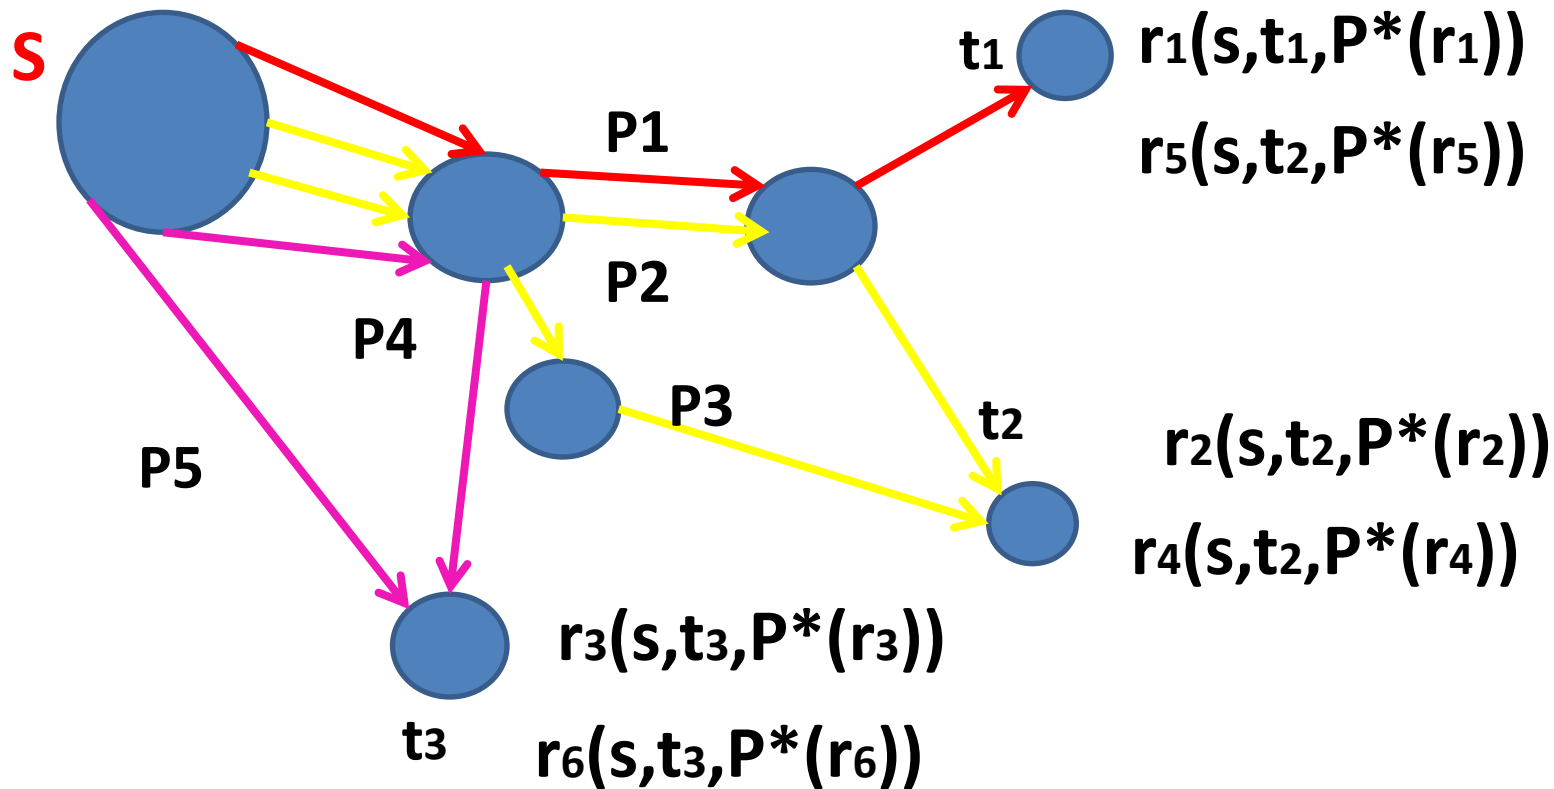 S
t1
r1(s,t1,P*(r1))
P1
r5(s,t2,P*(r5))
P2
P4
P3
t2
r2(s,t2,P*(r2))
P5
r4(s,t2,P*(r4))
r3(s,t3,P*(r3))
t3
r6(s,t3,P*(r6))